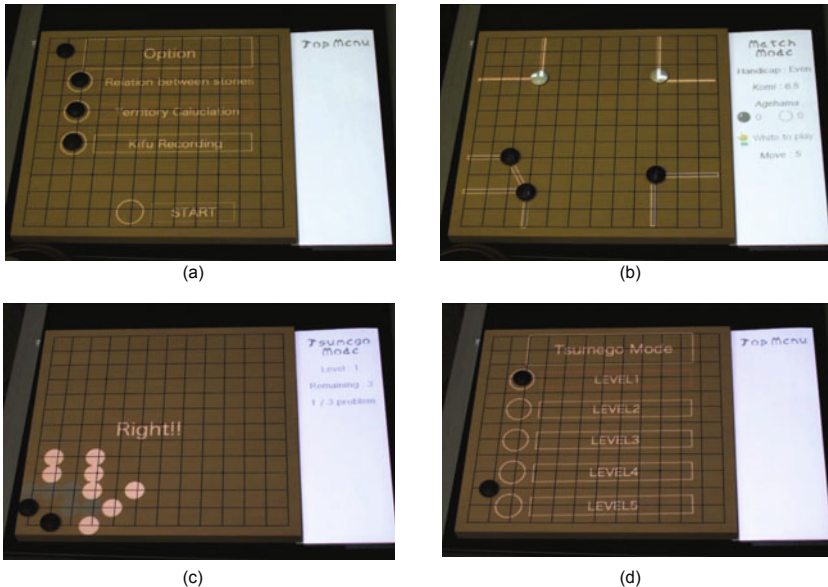 Option
Relation between stones
Territory Caluclation
Kifu Recording
START
Top Menu
(a)
Match
Mode
Handicap : Even
Komi : 6.5
Agehama
0 0
White to play
Move : 5
(b)
Right!!
Tsumego
Mode
Level : 1
Remaining : 3
1 / 3 problem
(c)
Tsumego Mode
LEVEL1
LEVEL2
LEVEL3
LEVEL4
LEVEL5
Top Menu
(d)